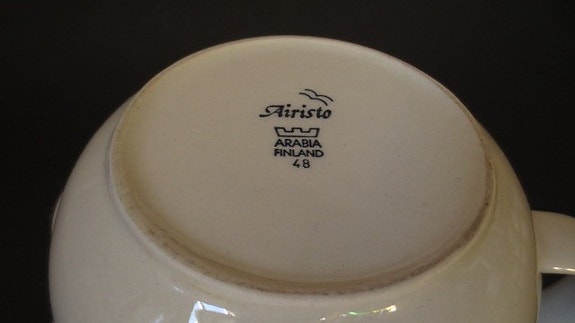 Airisto
ARABIA
FINLAND
48